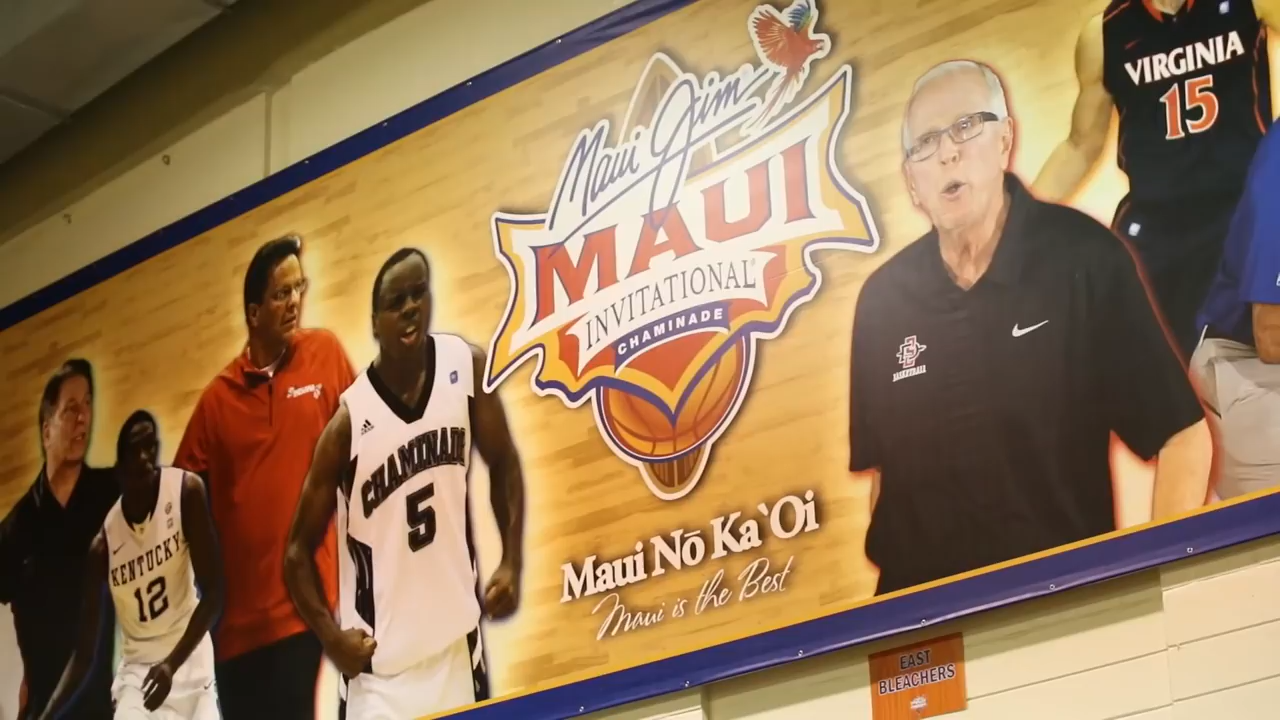 Maui Jim
MAUI
INVITATIONAL
CHAMINADE
Maui Nō Ka `Oi
Maui is the Best
KENTUCKY
12
CHAMINADE
5
BASKETBALL
VIRGINIA
15
EAST
BLEACHERS